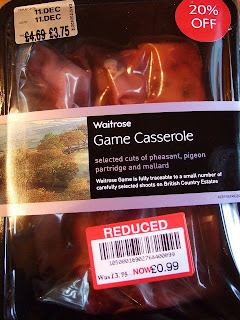 11.DEC
11.DEC
£4.69 £3.75
20%
OFF
Waitrose
Game Casserole
selected cuts of pheasant, pigeon
partridge and mallard
Waitrose Game is fully traceable to a small number of
carefully selected shoots on British Country Estates
REDUCED
Was £3.75 NOW £0.99